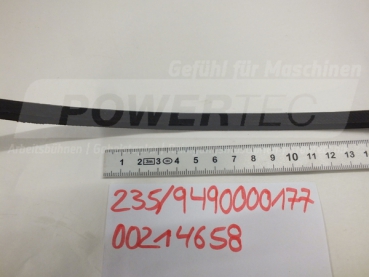 Gefühl für Maschinen
POWERTEC
Arbeitsbühnen |
1 2 3 4 5 6 7 8 9 10 11 12 13
235/9490000177
00214658